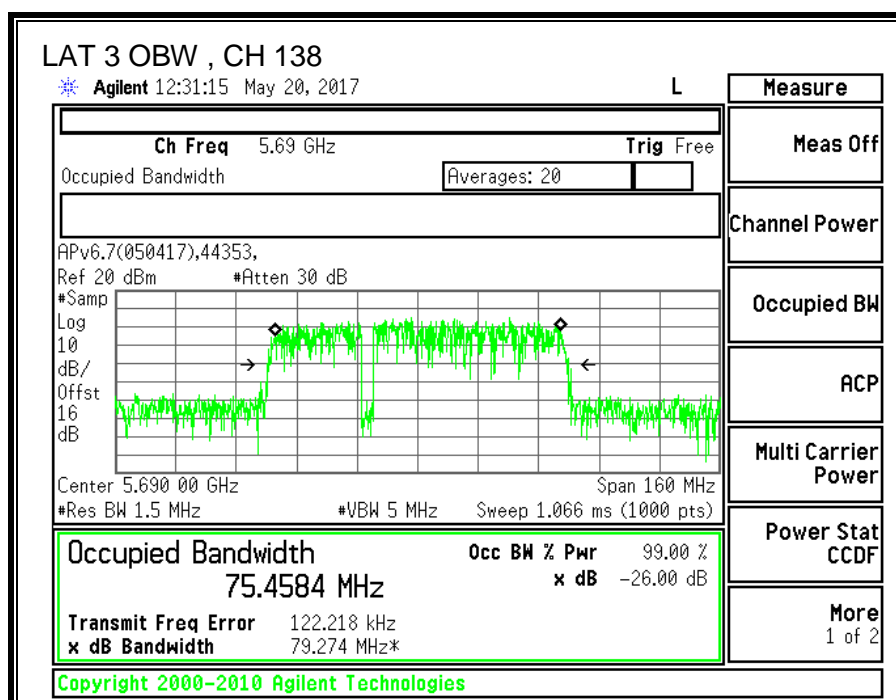 LAT 3 OBW , CH 138
Agilent 12:31:15 May 20, 2017 L
Measure
Ch Freq 5.69 GHz Trig Free
Occupied Bandwidth Averages: 20
APv6.7(050417),44353,
Ref 20 dBm #Atten 30 dB
#Samp
Log
10
dB/
Offst
16
dB
Center 5.690 00 GHz Span 160 MHz
#Res BW 1.5 MHz #VBW 5 MHz Sweep 1.066 ms (1000 pts)
Occupied Bandwidth Occ BW % Pwr 99.00 %
75.4584 MHz x dB -26.00 dB
Transmit Freq Error 122.218 kHz
x dB Bandwidth 79.274 MHz*
Copyright 2000-2010 Agilent Technologies
Meas Off
Channel Power
Occupied BW
ACP
Multi Carrier
Power
Power Stat
CCDF
More
1 of 2